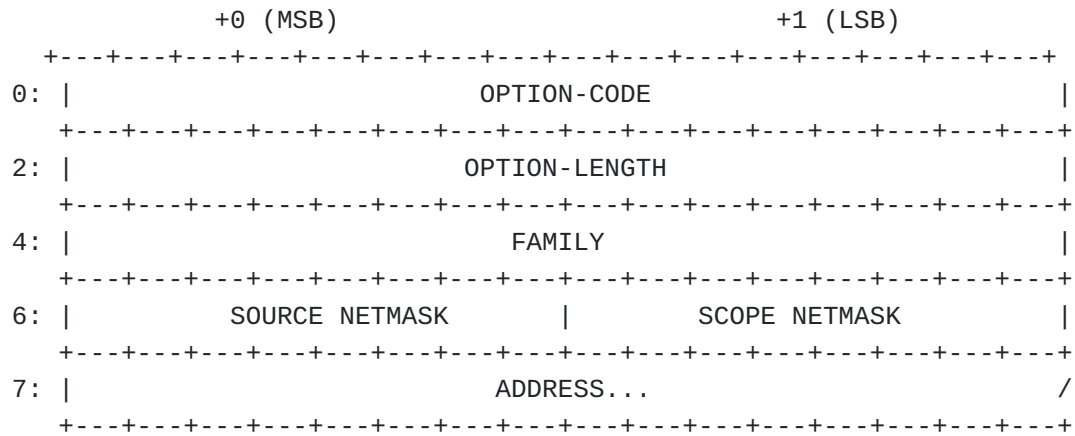 +0 (MSB) +1 (LSB)
+---+---+---+---+---+---+---+---+---+---+---+---+---+---+---+---+
0: | OPTION-CODE |
+---+---+---+---+---+---+---+---+---+---+---+---+---+---+---+---+
2: | OPTION-LENGTH |
+---+---+---+---+---+---+---+---+---+---+---+---+---+---+---+---+
4: | FAMILY |
+---+---+---+---+---+---+---+---+---+---+---+---+---+---+---+---+
6: | SOURCE NETMASK | SCOPE NETMASK |
+---+---+---+---+---+---+---+---+---+---+---+---+---+---+---+---+
7: | ADDRESS... /
+---+---+---+---+---+---+---+---+---+---+---+---+---+---+---+---+